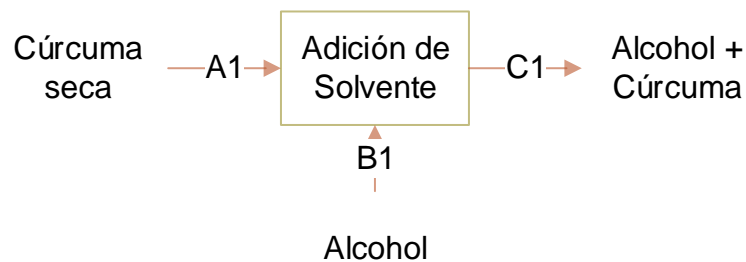 Cúrcuma
seca
A1
Adición de
Solvente
C1
Alcohol +
Cúrcuma
B1
Alcohol